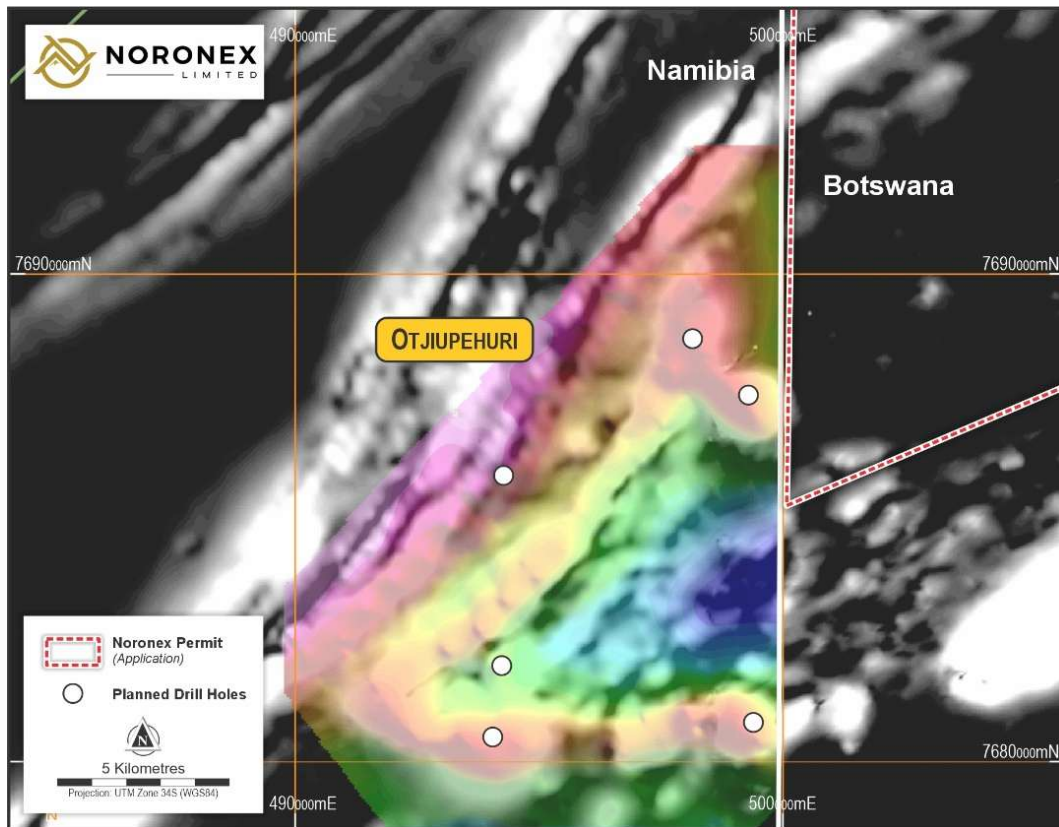 NORONEX
LIMITED
490000mE
500000mE
Namibia
Botswana
7690000mN
7690000mN
OTJIUPEHURI
Noronex Permit
(Application)
Planned Drill Holes
N
5 Kilometres
Projection: UTM Zone 34S (WGS84)
7680000mN
490000mE
500000mE